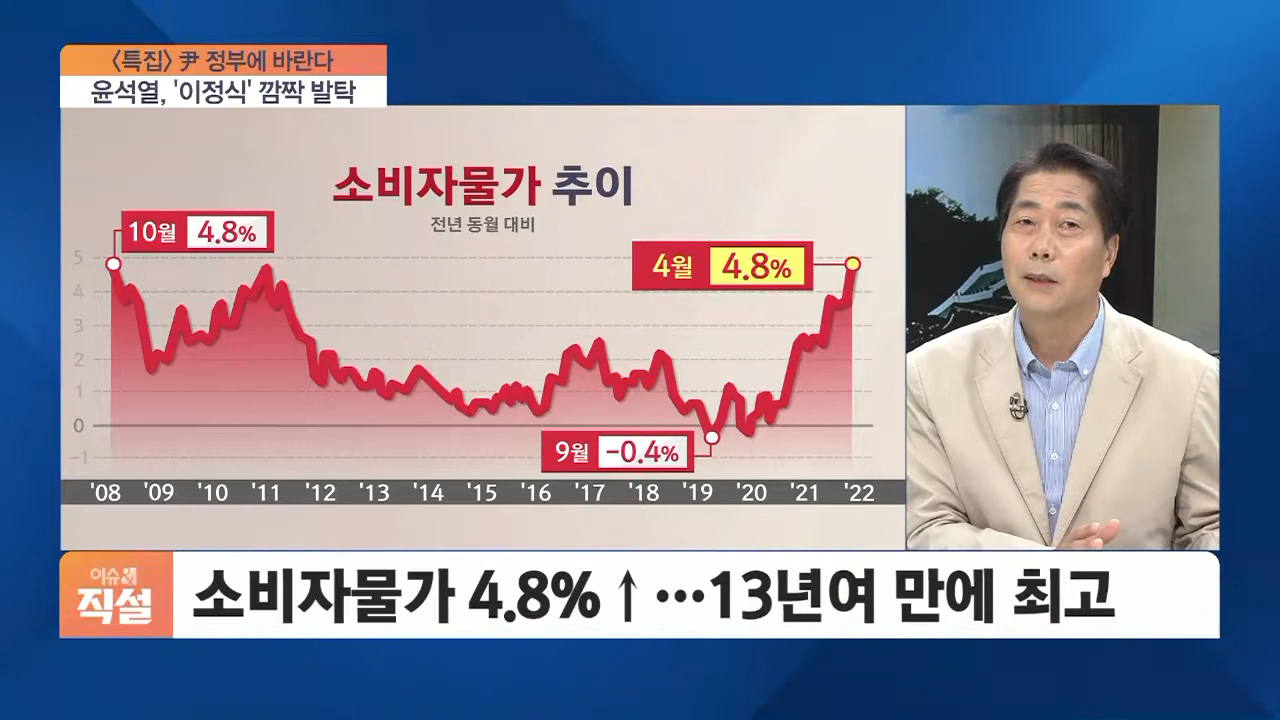 〈특집〉 尹 정부에 바란다
윤석열, '이정식' 깜짝 발탁
소비자물가 추이
전년 동월 대비
10월 4.8%
4월 4.8%
5
4
3
2
1
0
-1
9월 -0.4%
'08 '09 '10 '11 '12 '13 '14 '15 '16 '17 '18 '19 '20 '21 '22
이슈&
직설
소비자물가 4.8%↑…13년여 만에 최고